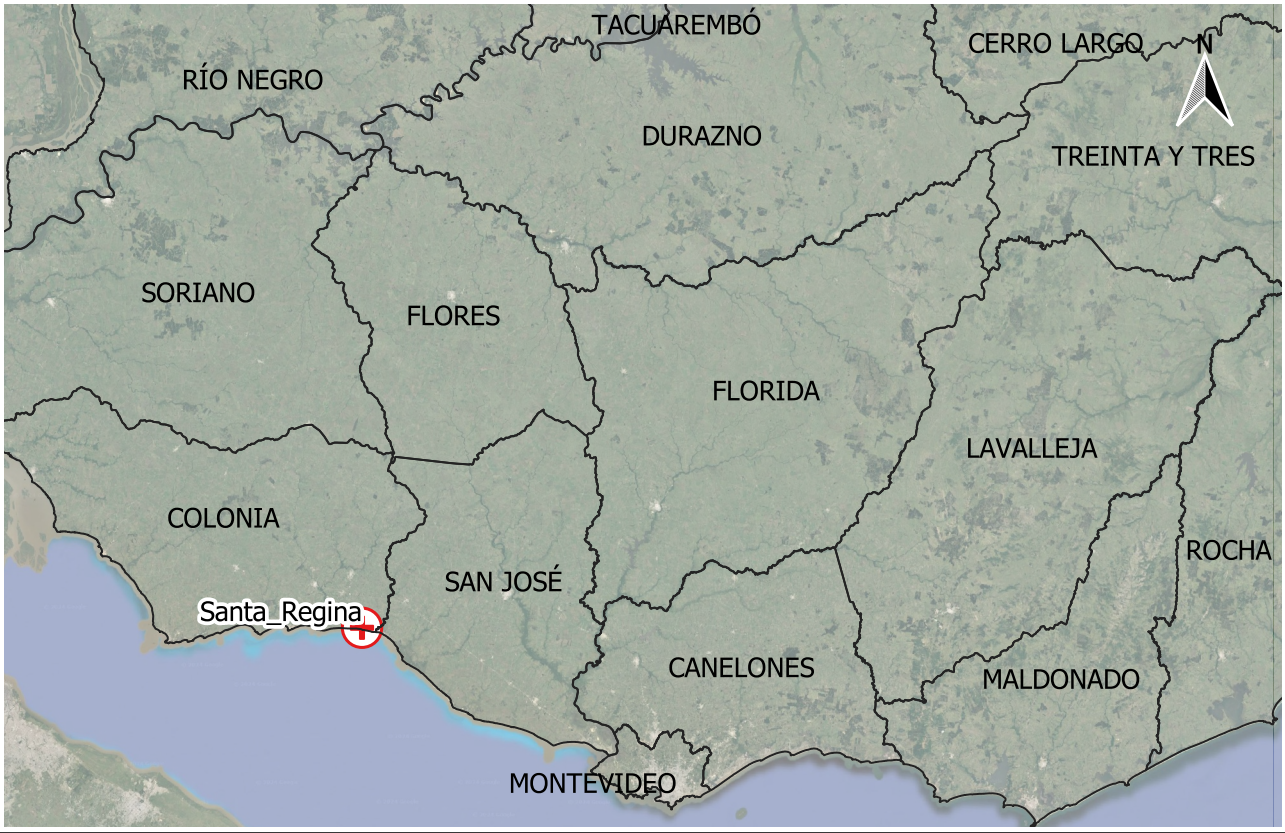 TACUAREMBÓ
CERRO LARGO
N
RÍO NEGRO
DURAZNO
TREINTA Y TRES
SORIANO
FLORES
FLORIDA
LAVALLEJA
COLONIA
ROCHA
SAN JOSÉ
Santa_Regina
CANELONES
MALDONADO
MONTEVIDEO